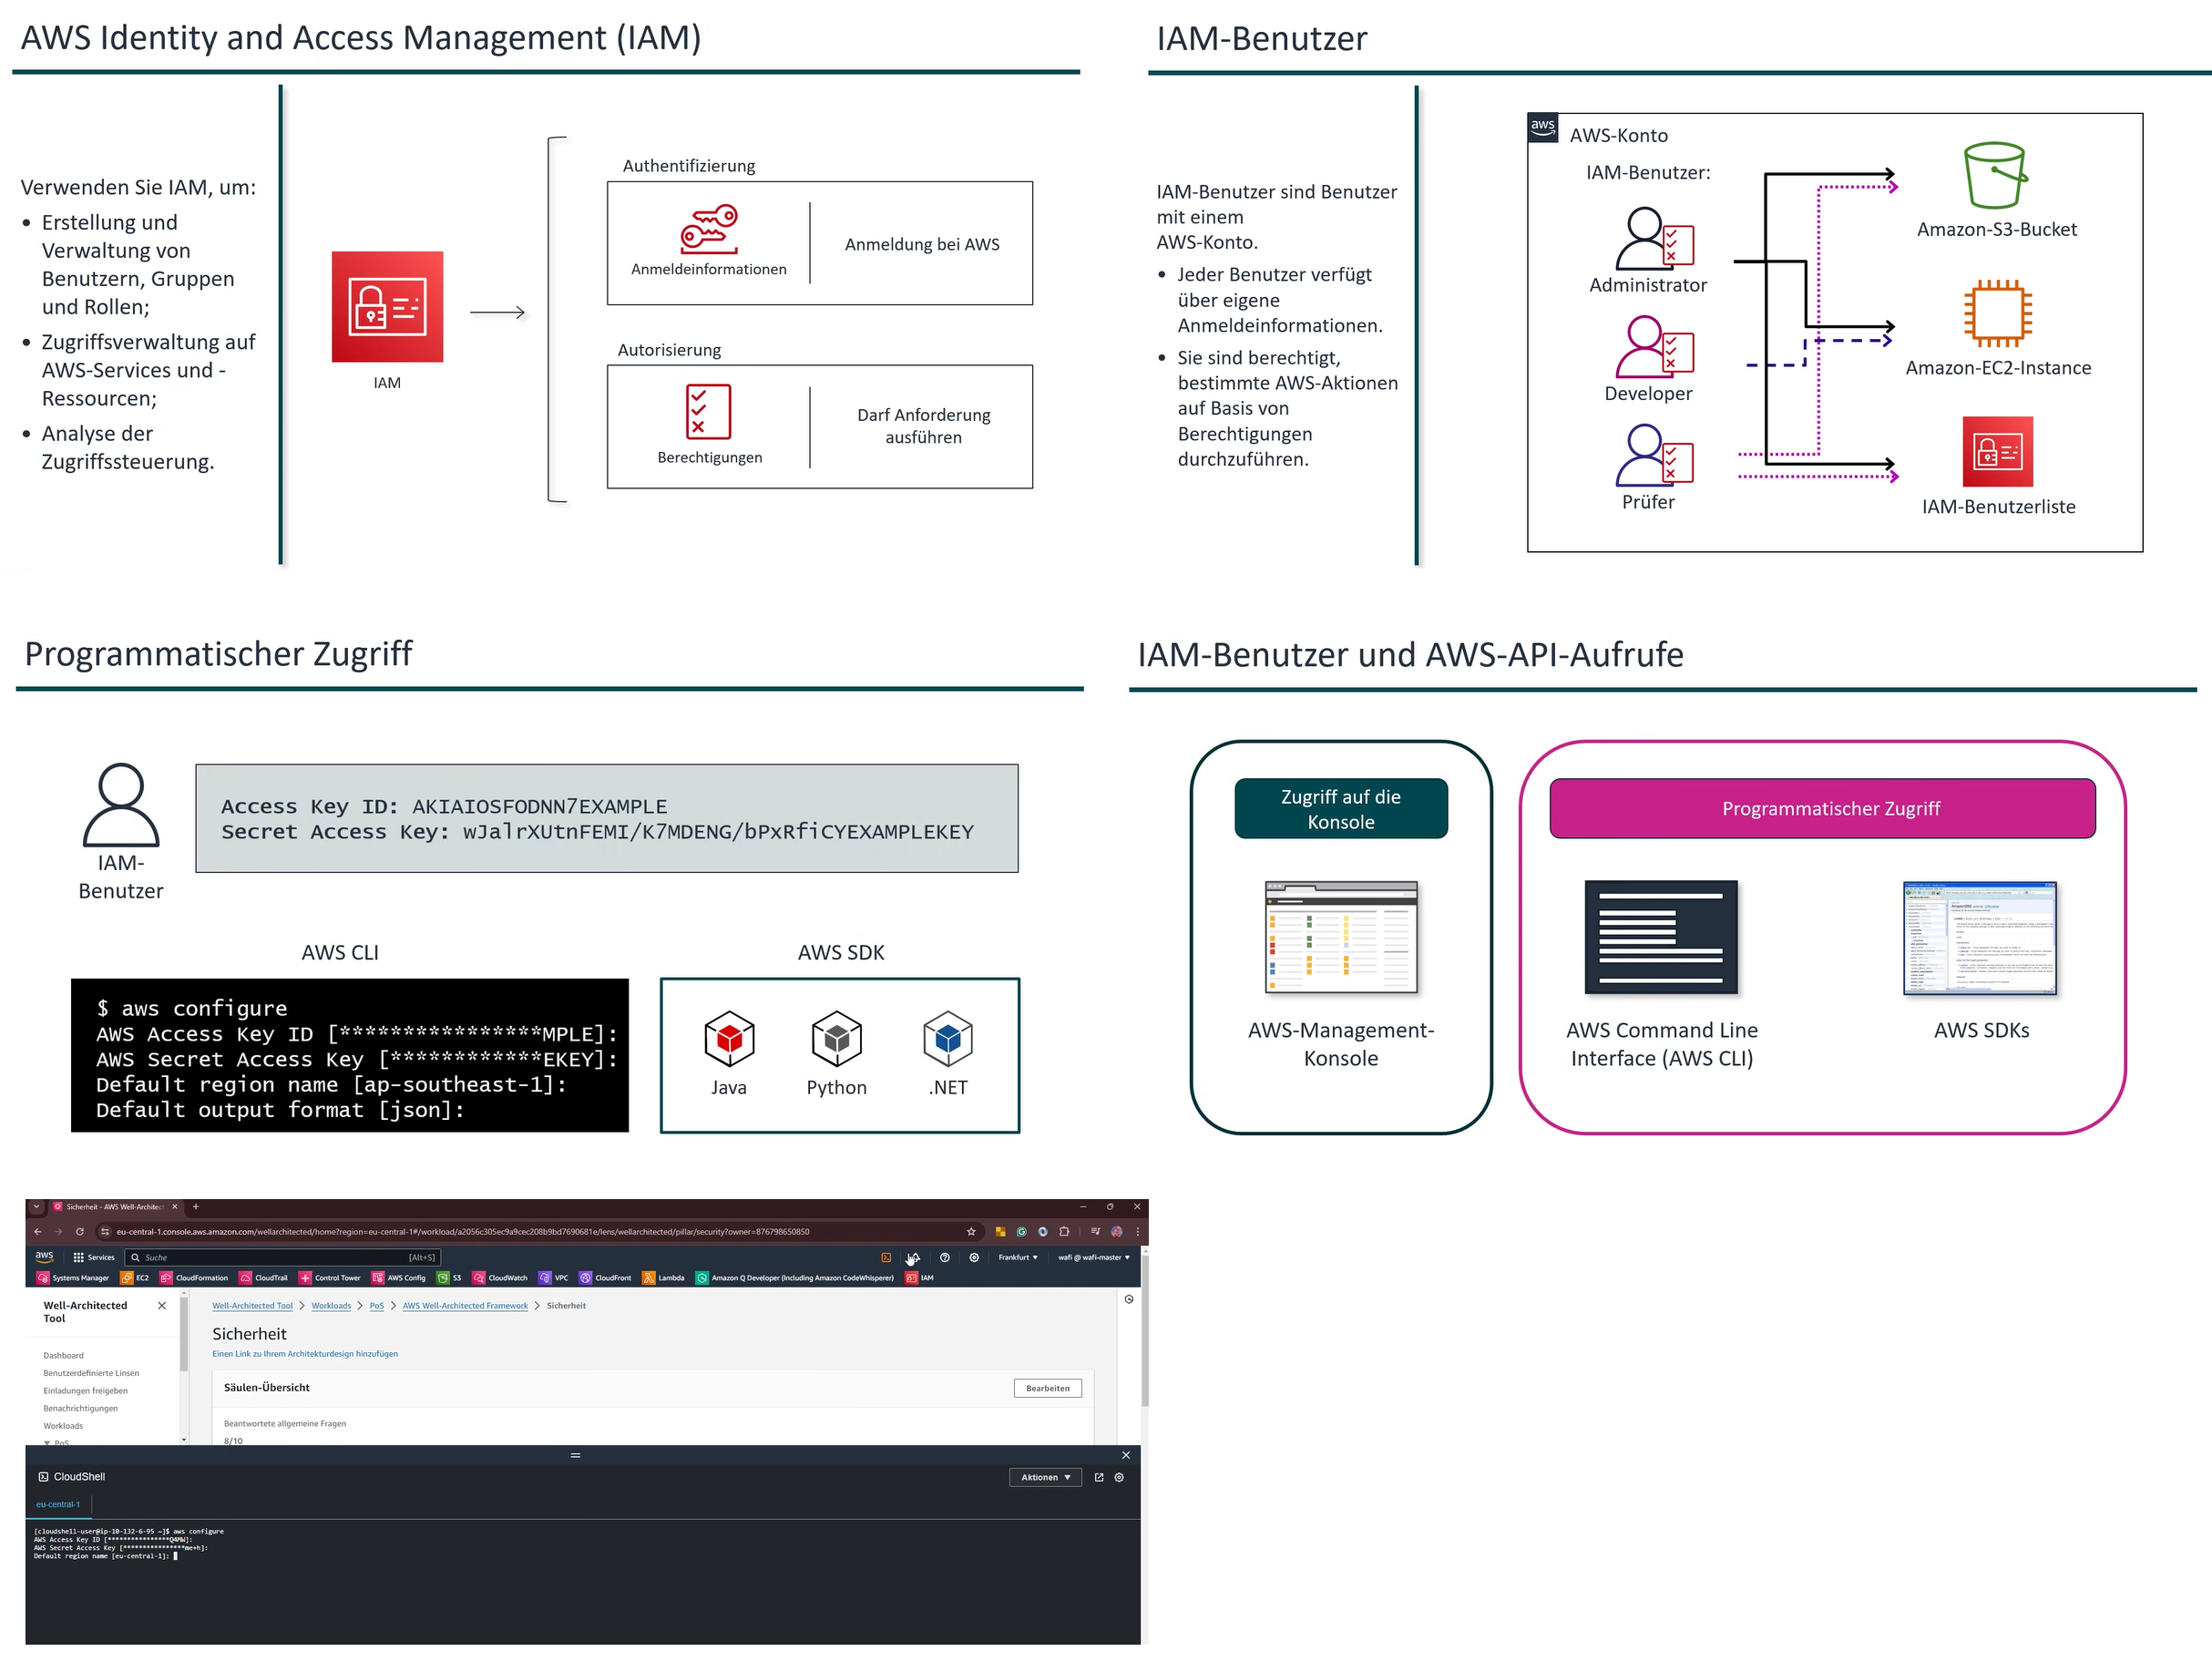 AWS Identity and Access Management (IAM)
Verwenden Sie IAM, um:
• Erstellung und
Verwaltung von
Benutzern, Gruppen
und Rollen;
• Zugriffsverwaltung auf
AWS-Services und -
Ressourcen;
• Analyse der
Zugriffssteuerung.
IAM
Authentifizierung
Anmeldeinformationen
Anmeldung bei AWS
Autorisierung
Berechtigungen
Darf Anforderung
ausführen
IAM-Benutzer
IAM-Benutzer sind Benutzer
mit einem
AWS-Konto.
• Jeder Benutzer verfügt
über eigene
Anmeldeinformationen.
• Sie sind berechtigt,
bestimmte AWS-Aktionen
auf Basis von
Berechtigungen
durchzuführen.
aws
AWS-Konto
IAM-Benutzer:
Administrator
Developer
Prüfer
Amazon-S3-Bucket
Amazon-EC2-Instance
IAM-Benutzerliste
Programmatischer Zugriff
IAM-
Benutzer
Access Key ID: AKIAIOSFODNN7EXAMPLE
Secret Access Key: wJalrXUtnFEMI/K7MDENG/bPxRfiCYEXAMPLEKEY
AWS CLI
$ aws configure
AWS Access Key ID [****************MPLE]:
AWS Secret Access Key [************EKEY]:
Default region name [ap-southeast-1]:
Default output format [json]:
AWS SDK
Java
Python
.NET
IAM-Benutzer und AWS-API-Aufrufe
Zugriff auf die
Konsole
AWS-Management-
Konsole
Programmatischer Zugriff
AWS Command Line
Interface (AWS CLI)
AWS SDKs
Sicherheit - AWS Well-Architect
eu-central-1.console.aws.amazon.com/wellarchitected/home?region=eu-central-1#/workload/a2056c305ec9a9cec208b9bd7690681e/lens/wellarchitected/pillar/security?owner=876798650850
aws Services Suche [Alt+S] Frankfurt wafi @ wafi-master
Systems Manager EC2 CloudFormation CloudTrail Control Tower AWS Config S3 CloudWatch VPC CloudFront Lambda Amazon Q Developer (Including Amazon CodeWhisperer) IAM
Well-Architected
Tool
Dashboard
Benutzerdefinierte Linsen
Einladungen freigeben
Benachrichtigungen
Workloads
PoS
Well-Architected Tool > Workloads > PoS > AWS Well-Architected Framework > Sicherheit
Sicherheit
Einen Link zu Ihrem Architekturdesign hinzufügen
Säulen-Übersicht
Bearbeiten
Beantwortete allgemeine Fragen
8/10
CloudShell
Aktionen
eu-central-1
[cloudshell-user@ip-10-132-6-95 ~]$ aws configure
AWS Access Key ID [****************Q4MW]:
AWS Secret Access Key [****************me+h]:
Default region name [eu-central-1]: